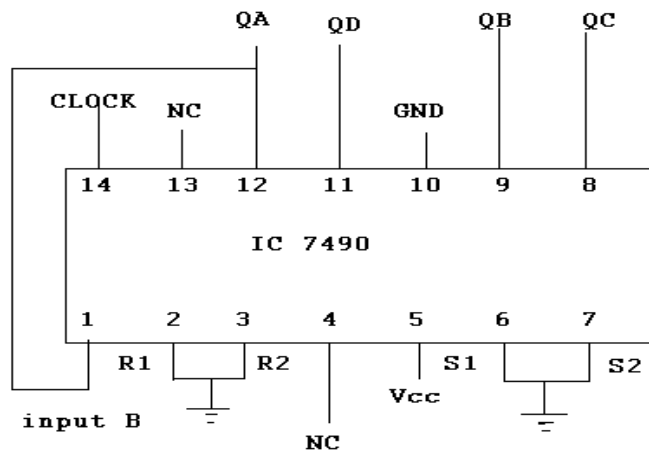 QA QD QB QC
CLOCK NC GND
14 13 12 11 10 9 8
IC 7490
1 2 3 4 5 6 7
R1 R2 S1 S2
Vcc
input B
NC